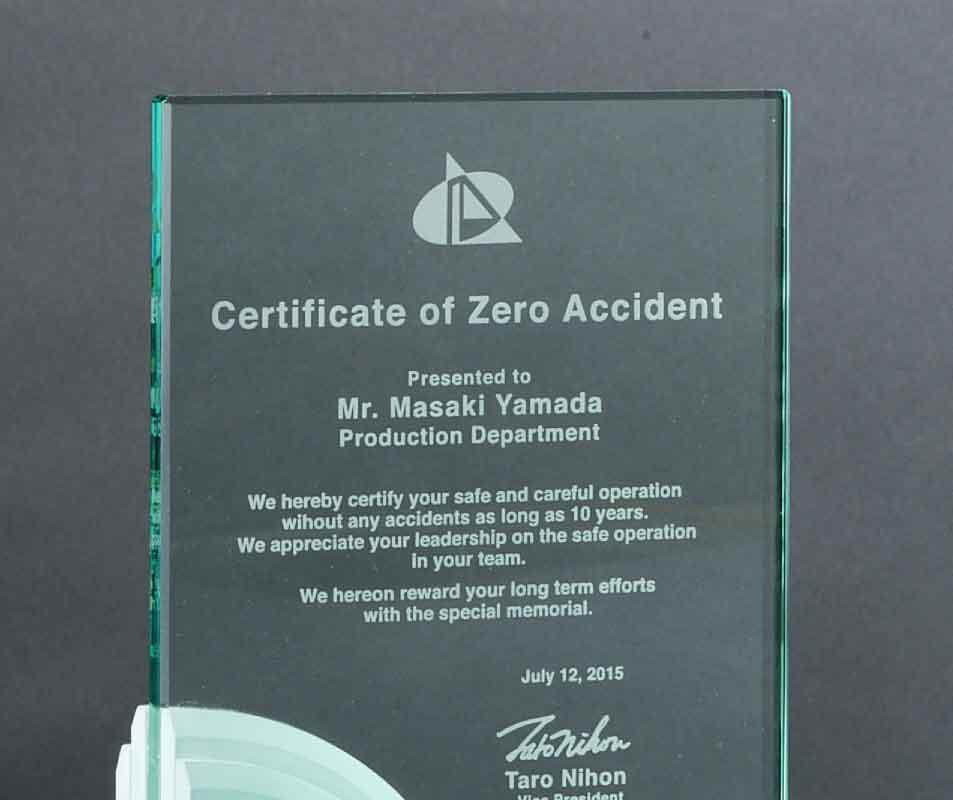 Certificate of Zero Accident
Presented to
Mr. Masaki Yamada
Production Department
We hereby certify your safe and careful operation
wihout any accidents as long as 10 years.
We appreciate your leadership on the safe operation
in your team.
We hereon reward your long term efforts
with the special memorial.
July 12, 2015
Taro Nihon
Taro Nihon
Vice President